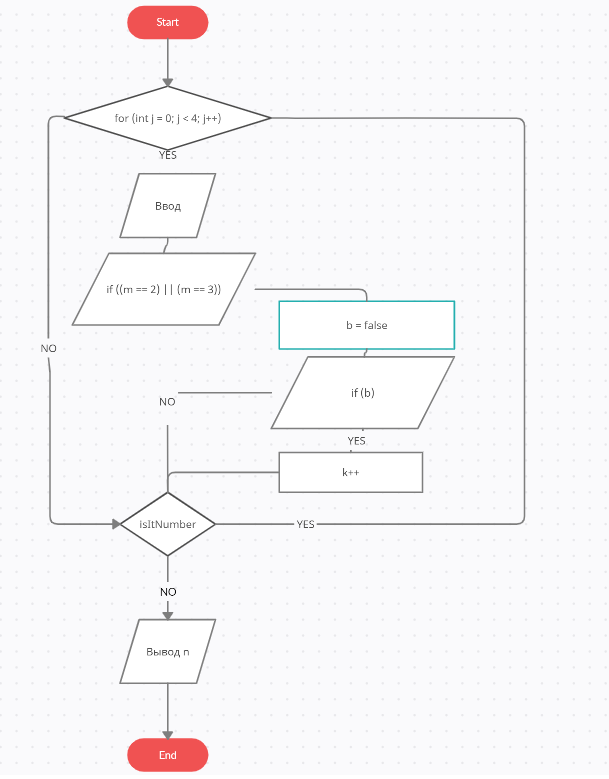 Start
for (int j = 0; j < 4; j++)
YES
Ввод
if ((m == 2) || (m == 3))
b = false
NO
if (b)
NO
YES
k++
isItNumber
YES
NO
Вывод n
End